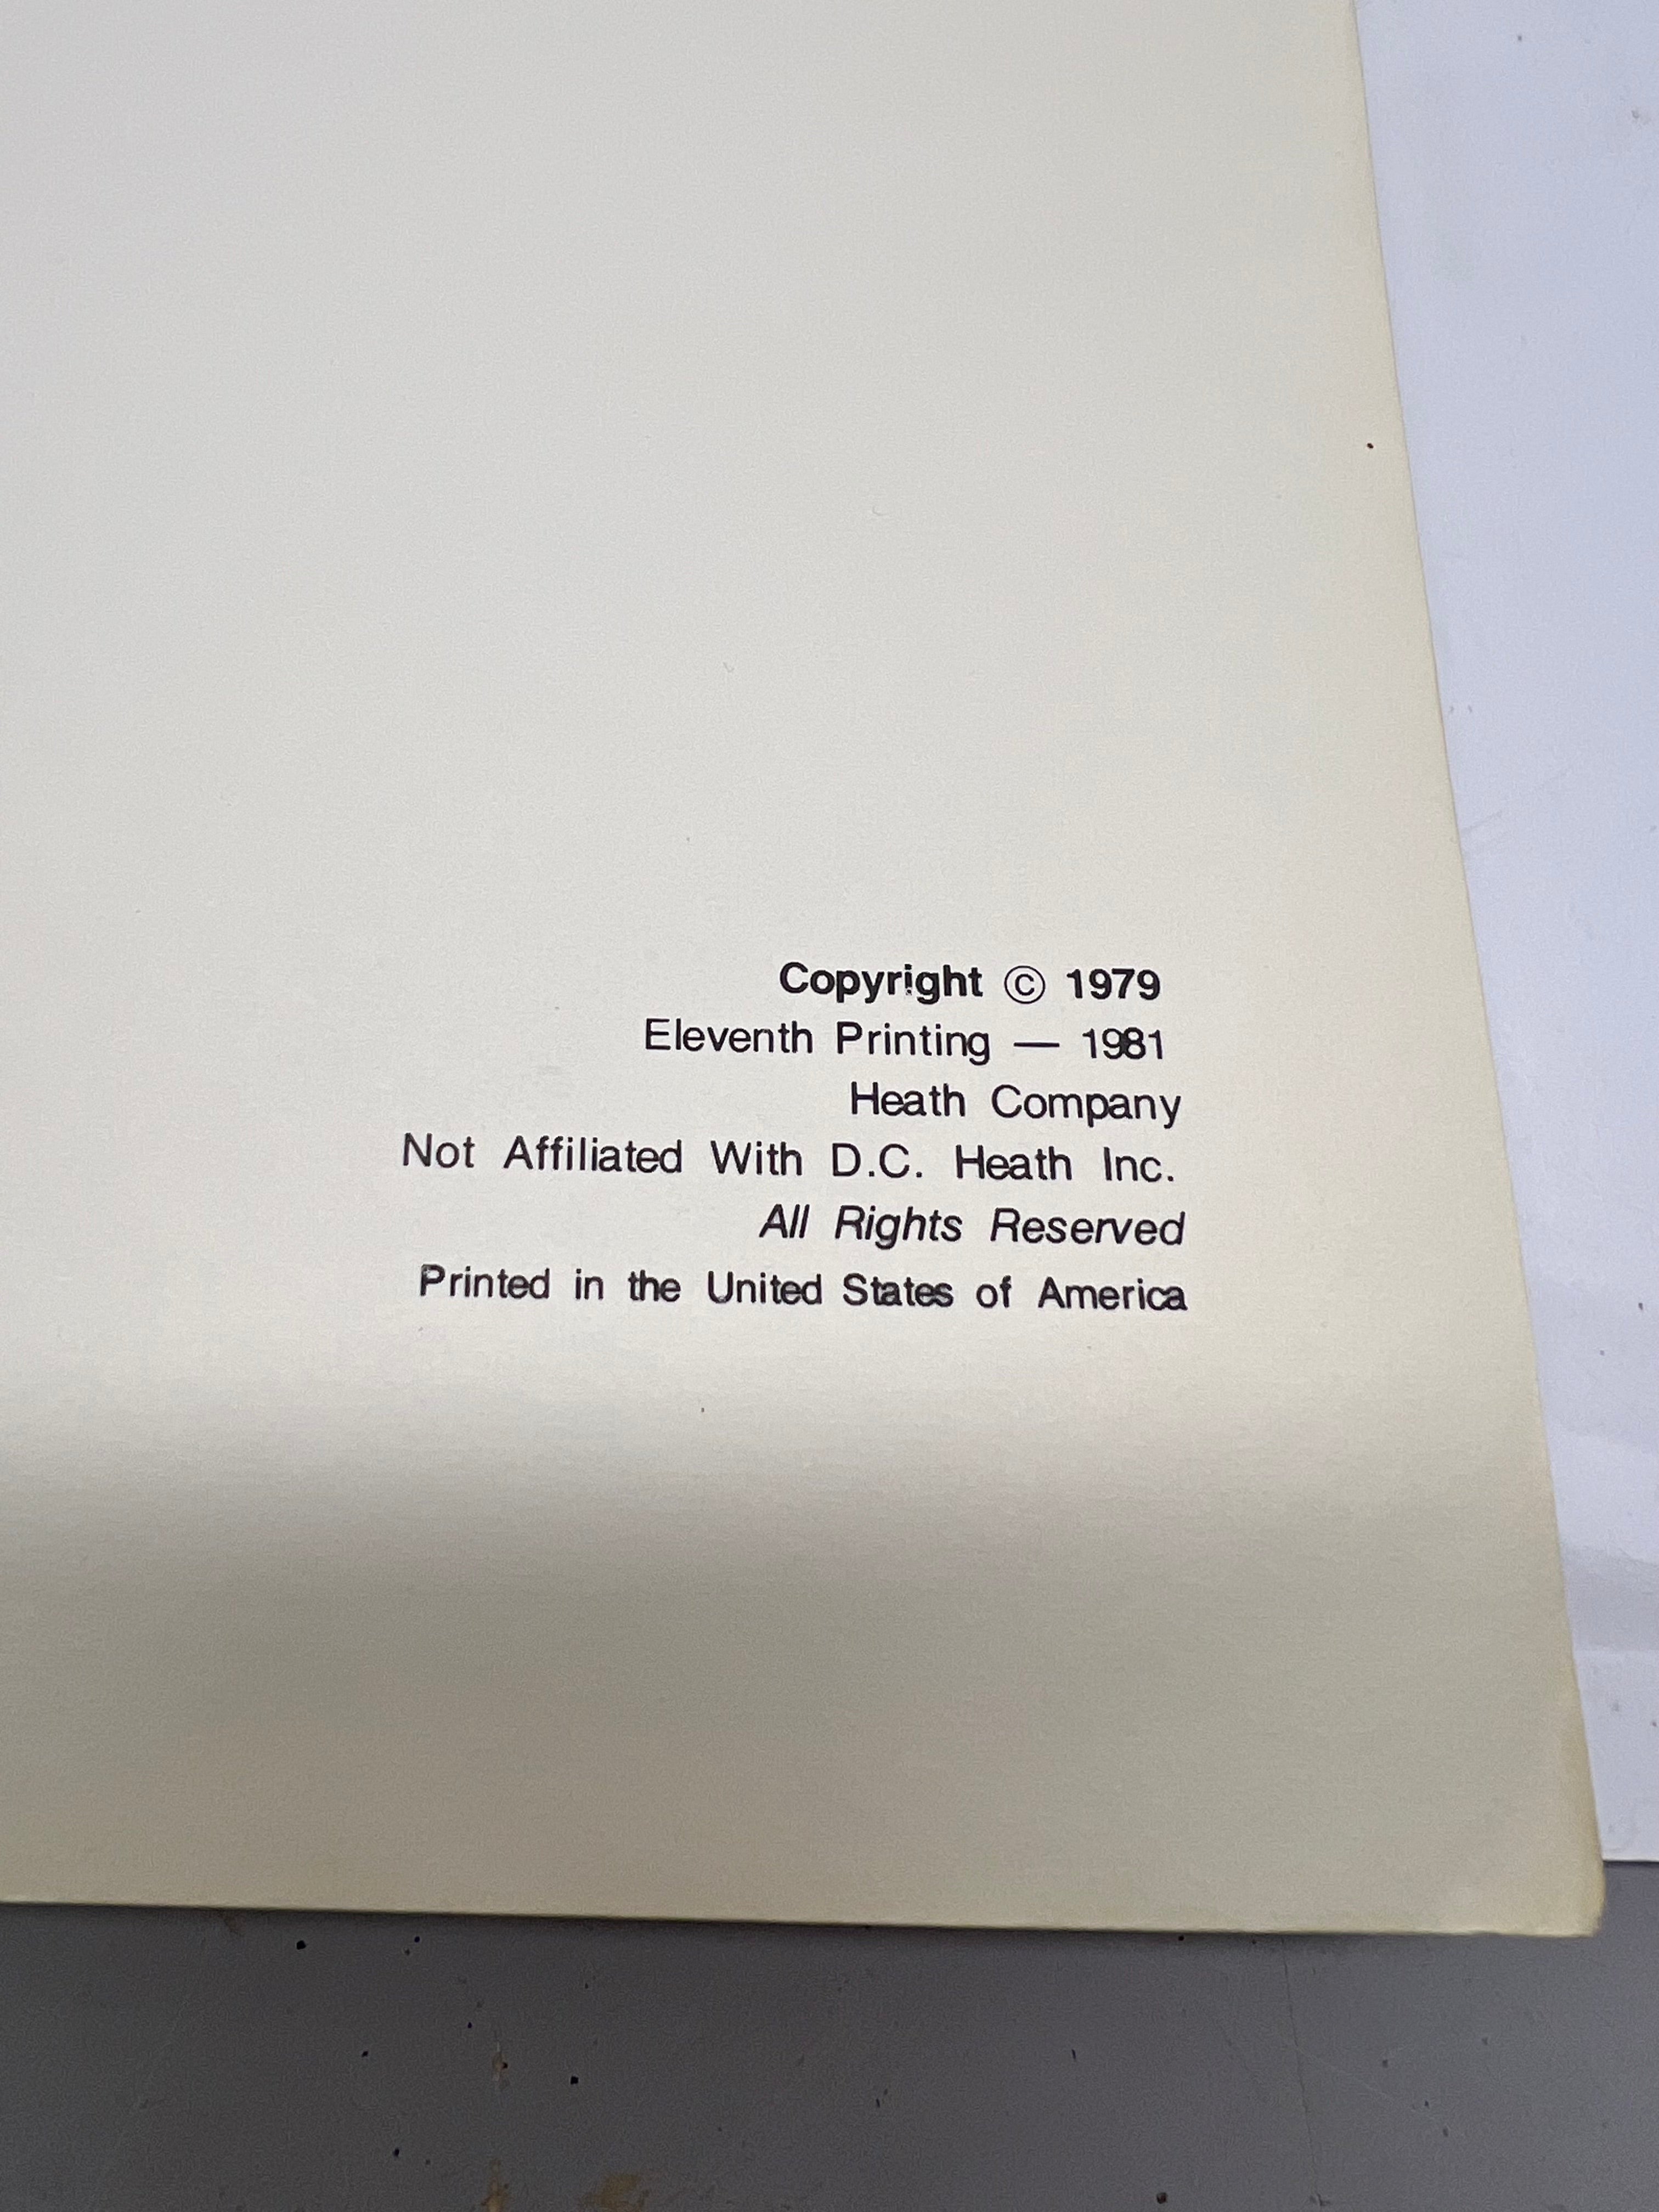 Copyright © 1979
Eleventh Printing — 1981
Heath Company
Not Affiliated With D.C. Heath Inc.
All Rights Reserved
Printed in the United States of America